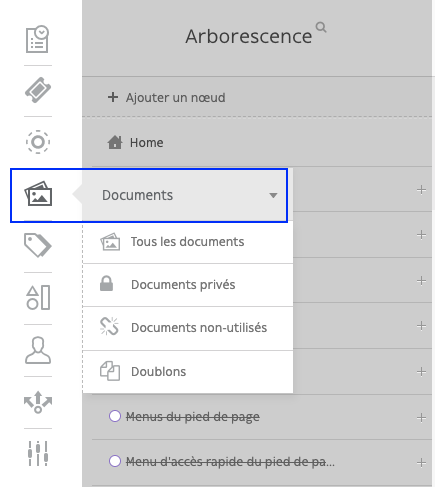 Arborescence
Ajouter un nœud
Home
Documents
Tous les documents
Documents privés
Documents non-utilisés
Doublons
Menus du pied de page
Menu d'accès rapide du pied de pa...